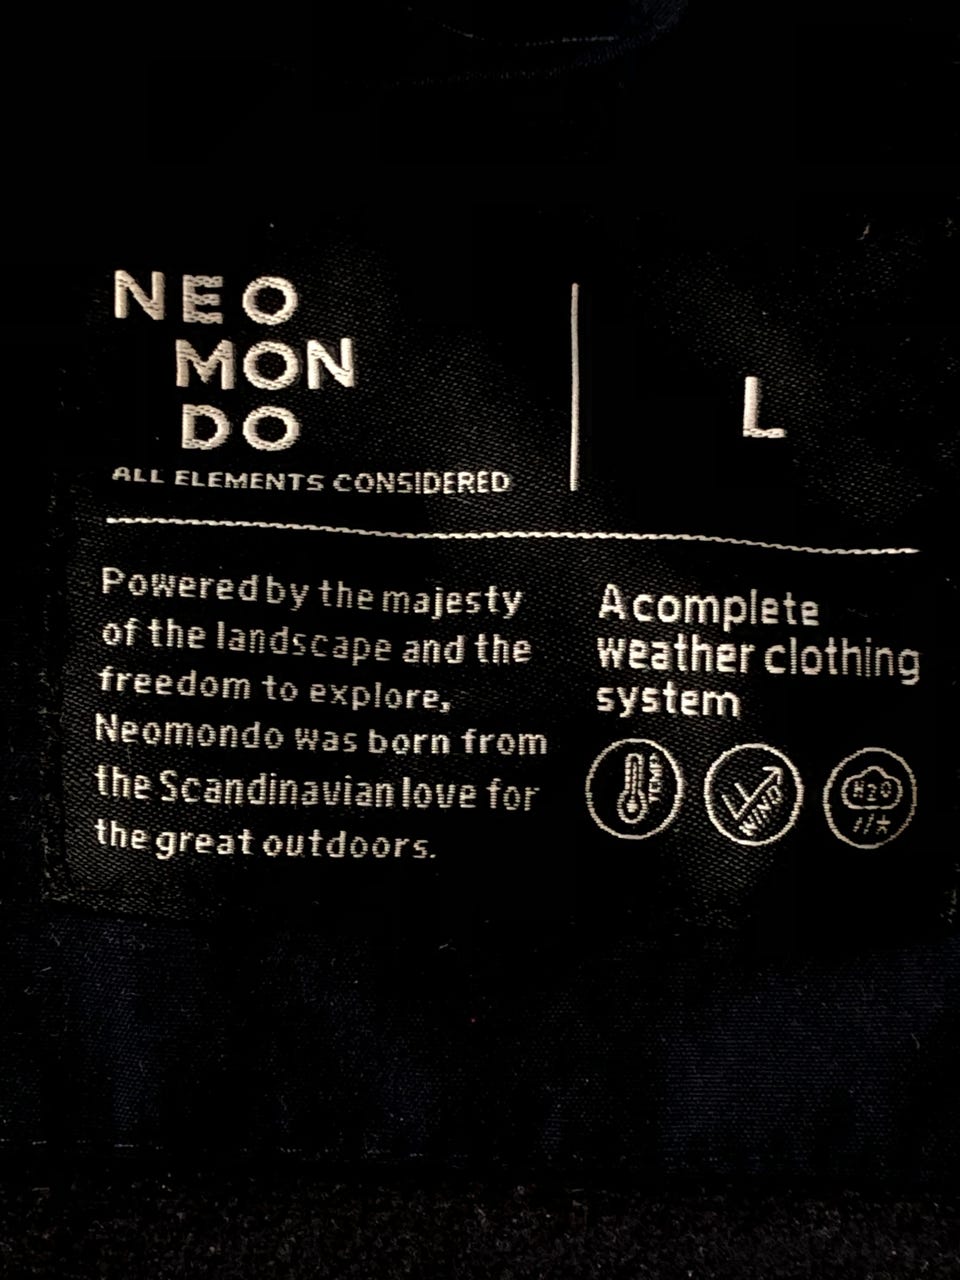 NEO
MON
DO
ALL ELEMENTS CONSIDERED
L
Powered by the majesty
of the landscape and the
freedom to explore,
Neomondo was born from
the Scandinavian love for
the great outdoors.
A complete
weather clothing
system
TEMP
WIND
H2O